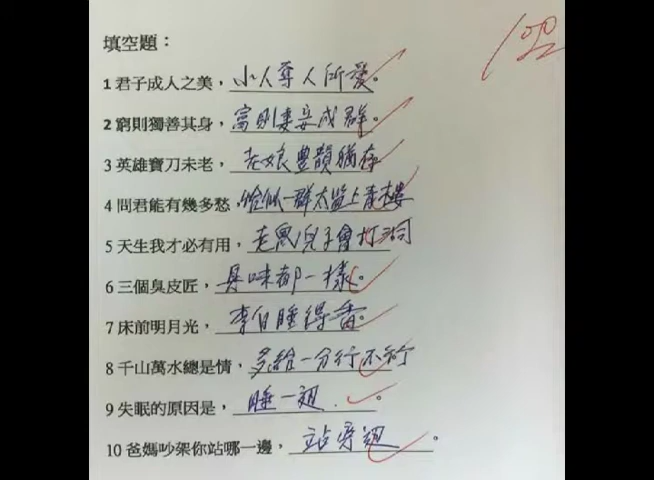 填空題：
100
1 君子成人之美，小人奪人所愛。
2 窮則獨善其身，富則妻妾成群。
3 英雄寶刀未老，老娘豐韻猶存
4 問君能有幾多愁，恰似一群太监上青樓
5 天生我才必有用，老鼠兒子會打洞
6 三個臭皮匠，臭味都一樣。
7 床前明月光，李白睡得香。
8 千山萬水總是情，多給一分行不行
9 失眠的原因是，睡一迴。
10 爸媽吵架你站哪一邊，站旁邊。